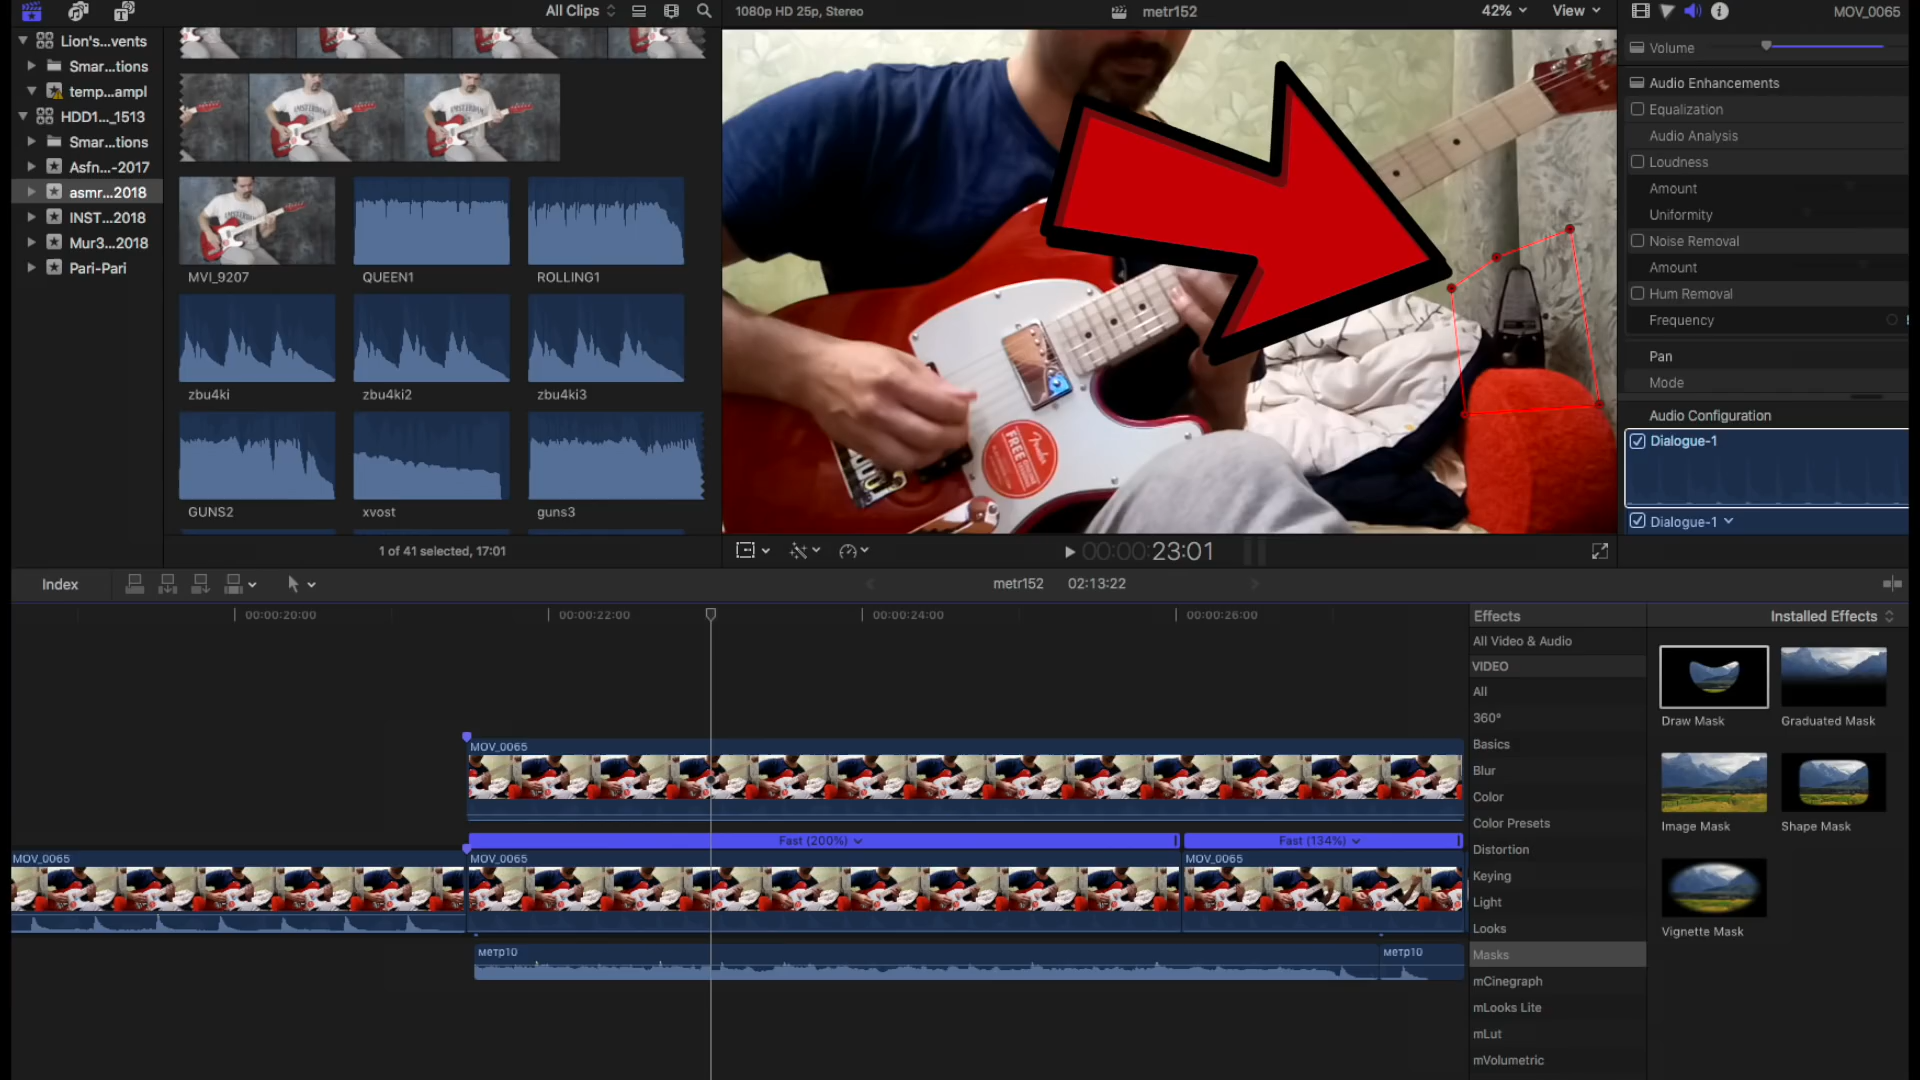 All Clips
1080p HD 25p, Stereo
metr152
42%
View
MOV_0065
Lion's...vents
Smar...tions
temp...ampl
HDD1..._1513
Smar...tions
Asfn...-2017
asmr...2018
INST...2018
Mur3...2018
Pari-Pari
MVI_9207
QUEEN1
ROLLING1
zbu4ki
zbu4ki2
zbu4ki3
GUNS2
xvost
guns3
1 of 41 selected, 17:01
AMSTERDAM
AMSTERDAM
FREE
Fender
00:00:23:01
Volume
Audio Enhancements
Equalization
Audio Analysis
Loudness
Amount
Uniformity
Noise Removal
Amount
Hum Removal
Frequency
Pan
Mode
Audio Configuration
Dialogue-1
Dialogue-1
Index
metr152
02:13:22
00:00:20:00
00:00:22:00
00:00:24:00
00:00:26:00
MOV_0065
Fast (200%)
Fast (134%)
MOV_0065
MOV_0065
MOV_0065
метр10
метр10
Effects
Installed Effects
All Video & Audio
VIDEO
All
360°
Basics
Blur
Color
Color Presets
Distortion
Keying
Light
Looks
Masks
mCinegraph
mLooks Lite
mLut
mVolumetric
Draw Mask
Graduated Mask
Image Mask
Shape Mask
Vignette Mask